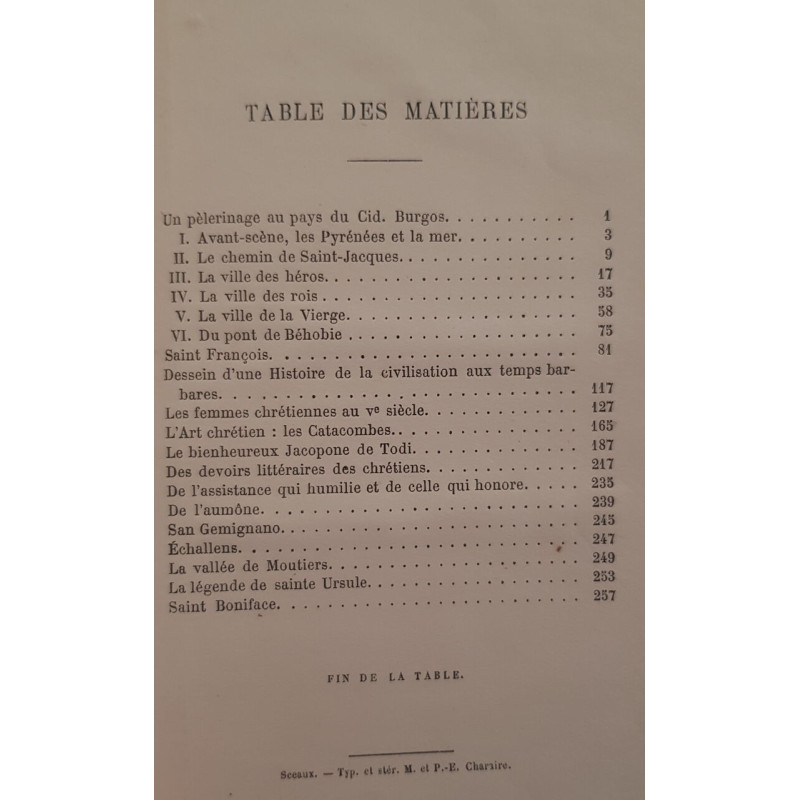 TABLE DES MATIÈRES
Un pèlerinage au pays du Cid. Burgos. . . . . . . . . . . 1
I. Avant-scène, les Pyrénées et la mer. . . . . . . . . . 3
II. Le chemin de Saint-Jacques. . . . . . . . . . . . . 9
III. La ville des héros. . . . . . . . . . . . . . . . . 17
IV. La ville des rois . . . . . . . . . . . . . . . . . 35
V. La ville de la Vierge. . . . . . . . . . . . . . . . 58
VI. Du pont de Béhobie . . . . . . . . . . . . . . . . 75
Saint François. . . . . . . . . . . . . . . . . . . . . 81
Dessein d'une Histoire de la civilisation aux temps bar-
bares. . . . . . . . . . . . . . . . . . . . . . . . 117
Les femmes chrétiennes au Vᵉ siècle. . . . . . . . . . . . 127
L'Art chrétien : les Catacombes. . . . . . . . . . . . . . 165
Le bienheureux Jacopone de Todi. . . . . . . . . . . . . 187
Des devoirs littéraires des chrétiens. . . . . . . . . . . . 217
De l'assistance qui humilie et de celle qui honore. . . . . 235
De l'aumône. . . . . . . . . . . . . . . . . . . . . . 239
San Gemignano. . . . . . . . . . . . . . . . . . . . . 245
Échallens. . . . . . . . . . . . . . . . . . . . . . . 247
La vallée de Moutiers. . . . . . . . . . . . . . . . . . 249
La légende de sainte Ursule. . . . . . . . . . . . . . . 253
Saint Boniface. . . . . . . . . . . . . . . . . . . . . 257
FIN DE LA TABLE.
Sceaux. — Typ. et stér. M. et P.-E. Charaire.